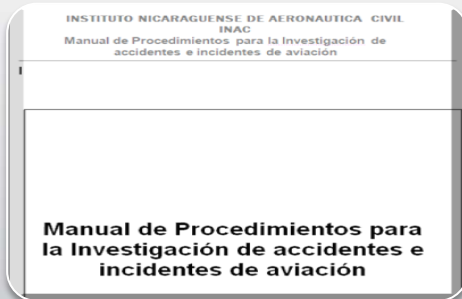 INSTITUTO NICARAGUENSE DE AERONAUTICA CIVIL
INAC
Manual de Procedimientos para la Investigación de
accidentes e incidentes de aviación
Manual de Procedimientos para
la Investigación de accidentes e
incidentes de aviación